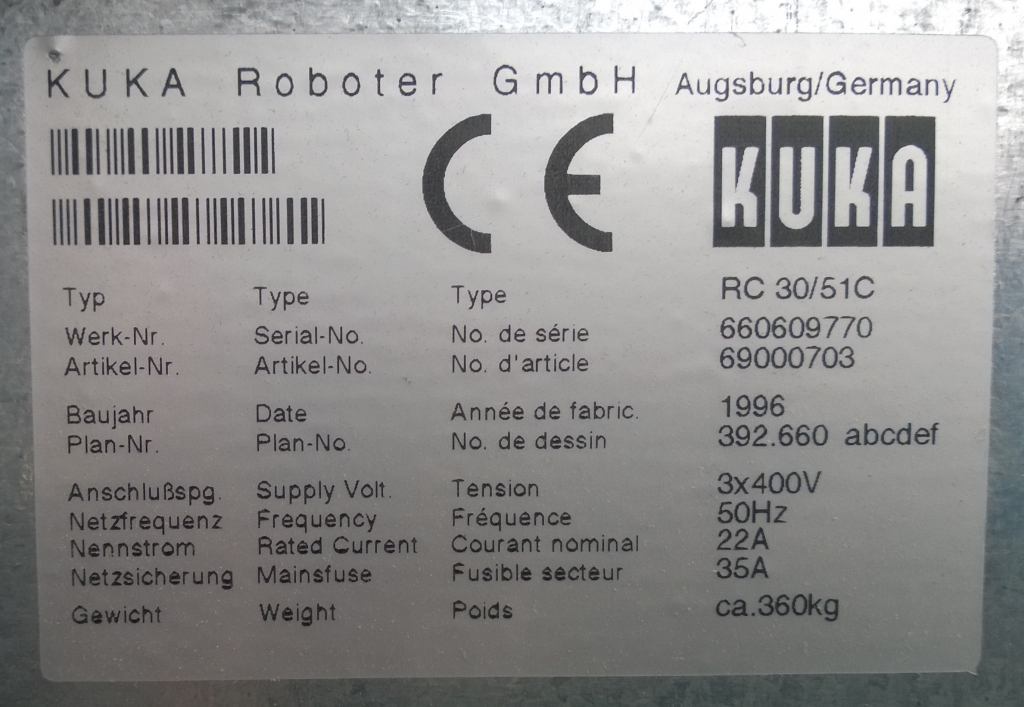 KUKA Roboter GmbH Augsburg/Germany
KUKA
Typ Type Type RC 30/51C
Werk-Nr. Serial-No. No. de série 660609770
Artikel-Nr. Artikel-No. No. d'article 69000703
Baujahr Date Année de fabric. 1996
Plan-Nr. Plan-No. No. de dessin 392.660 abcdef
Anschlußspg. Supply Volt. Tension 3x400V
Netzfrequenz Frequency Fréquence 50Hz
Nennstrom Rated Current Courant nominal 22A
Netzsicherung Mainsfuse Fusible secteur 35A
Gewicht Weight Poids ca.360kg